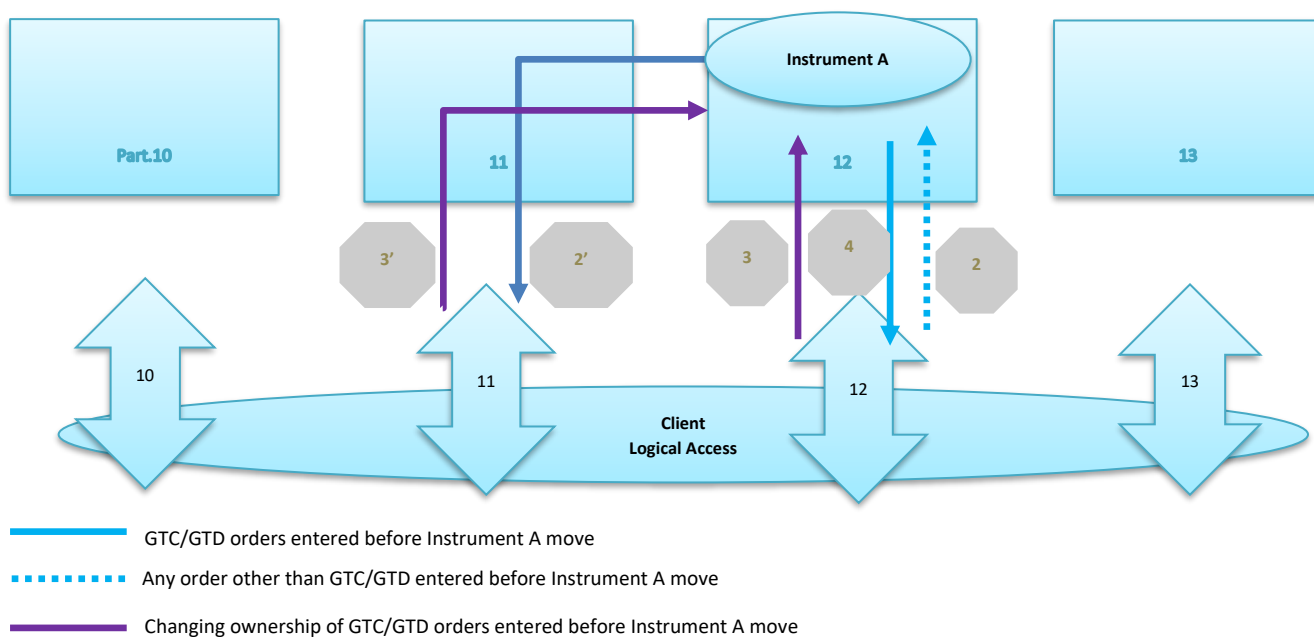 Instrument A
Part.10
11
12
13
3’
2’
3
4
2
10
11
12
13
Client
Logical Access
GTC/GTD orders entered before Instrument A move
Any order other than GTC/GTD entered before Instrument A move
Changing ownership of GTC/GTD orders entered before Instrument A move